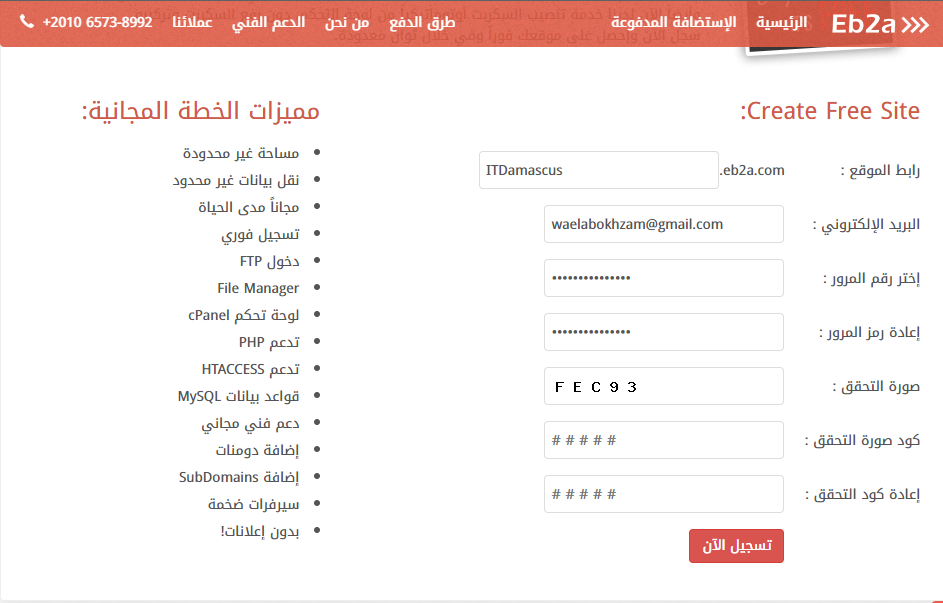 Eb2a
الرئيسية
الإستضافة المدفوعة
طرق الدفع
من نحن
الدعم الفني
عملائنا
+2010 6573-8992
Create Free Site:
رابط الموقع :
ITDamascus
.eb2a.com
البريد الإلكتروني :
waelabokhzam@gmail.com
إختر رقم المرور :
•••••••••••••••
إعادة رمز المرور :
•••••••••••••••
صورة التحقق :
F E C 9 3
كود صورة التحقق :
# # # # #
إعادة كود التحقق :
# # # # #
تسجيل الآن
مميزات الخطة المجانية:
مساحة غير محدودة
نقل بيانات غير محدود
مجاناً مدى الحياة
تسجيل فوري
دخول FTP
File Manager
لوحة تحكم cPanel
تدعم PHP
تدعم HTACCESS
قواعد بيانات MySQL
دعم فني مجاني
إضافة دومنات
إضافة SubDomains
سيرفرات ضخمة
بدون إعلانات!